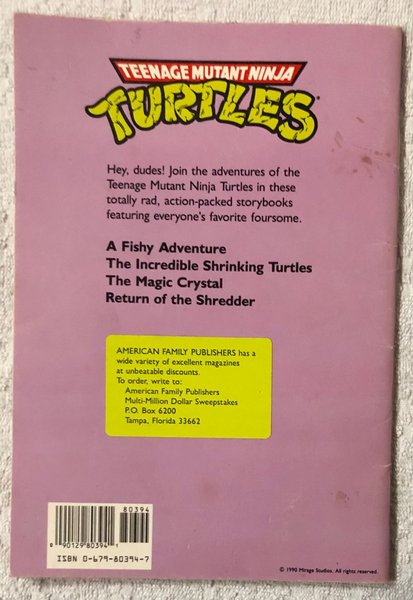 TEENAGE MUTANT NINJA
TURTLES
Hey, dudes! Join the adventures of the
Teenage Mutant Ninja Turtles in these
totally rad, action-packed storybooks
featuring everyone's favorite foursome.
A Fishy Adventure
The Incredible Shrinking Turtles
The Magic Crystal
Return of the Shredder
AMERICAN FAMILY PUBLISHERS has a
wide variety of excellent magazines
at unbeatable discounts.
To order, write to:
American Family Publishers
Multi-Million Dollar Sweepstakes
P.O. Box 6200
Tampa, Florida 33662
80394
0 90129 80394 1
ISBN 0-679-80394-7
© 1990 Mirage Studios. All rights reserved.